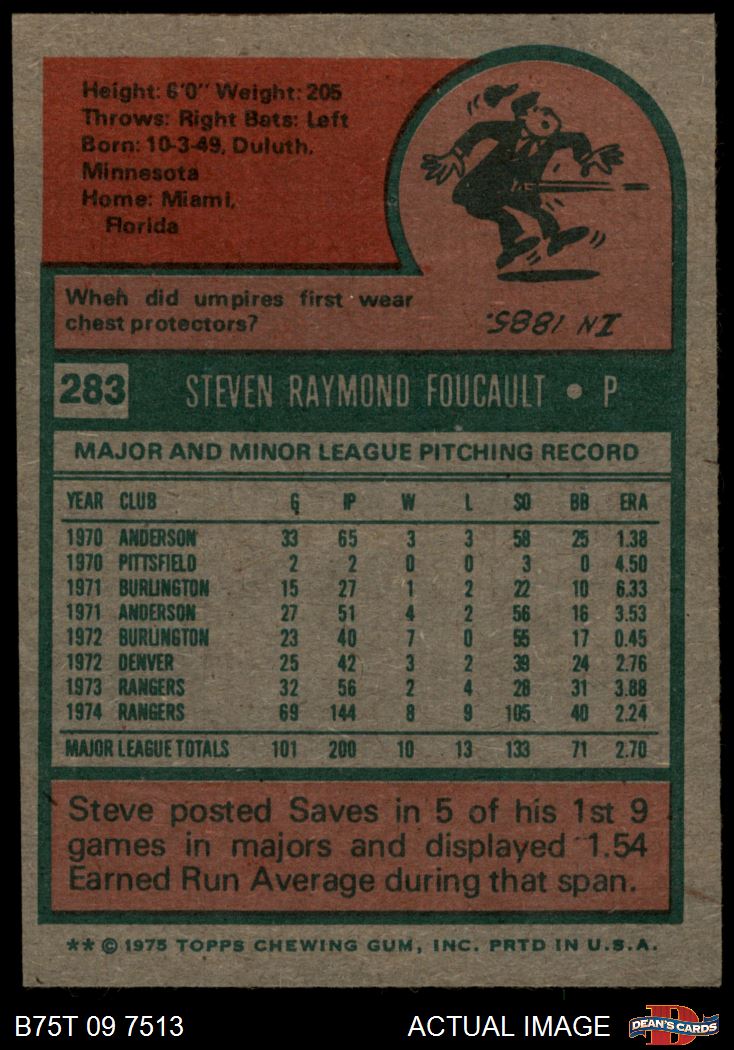 Height: 6'0" Weight: 205
Throws: Right Bats: Left
Born: 10-3-49, Duluth,
Minnesota
Home: Miami,
Florida
When did umpires first wear
chest protectors?
IN 1885.
283 STEVEN RAYMOND FOUCAULT • P
MAJOR AND MINOR LEAGUE PITCHING RECORD
YEAR CLUB G IP W L SO BB ERA
1970 ANDERSON 33 65 3 3 58 25 1.38
1970 PITTSFIELD 2 2 0 0 3 0 4.50
1971 BURLINGTON 15 27 1 2 22 10 6.33
1971 ANDERSON 27 51 4 2 56 16 3.53
1972 BURLINGTON 23 40 7 0 55 17 0.45
1972 DENVER 25 42 3 2 39 24 2.76
1973 RANGERS 32 56 2 4 28 31 3.88
1974 RANGERS 69 144 8 9 105 40 2.24
MAJOR LEAGUE TOTALS 101 200 10 13 133 71 2.70
Steve posted Saves in 5 of his 1st 9
games in majors and displayed 1.54
Earned Run Average during that span.
** © 1975 TOPPS CHEWING GUM, INC. PRTD IN U.S.A.
B75T 09 7513 ACTUAL IMAGE
D
DEAN'S CARDS